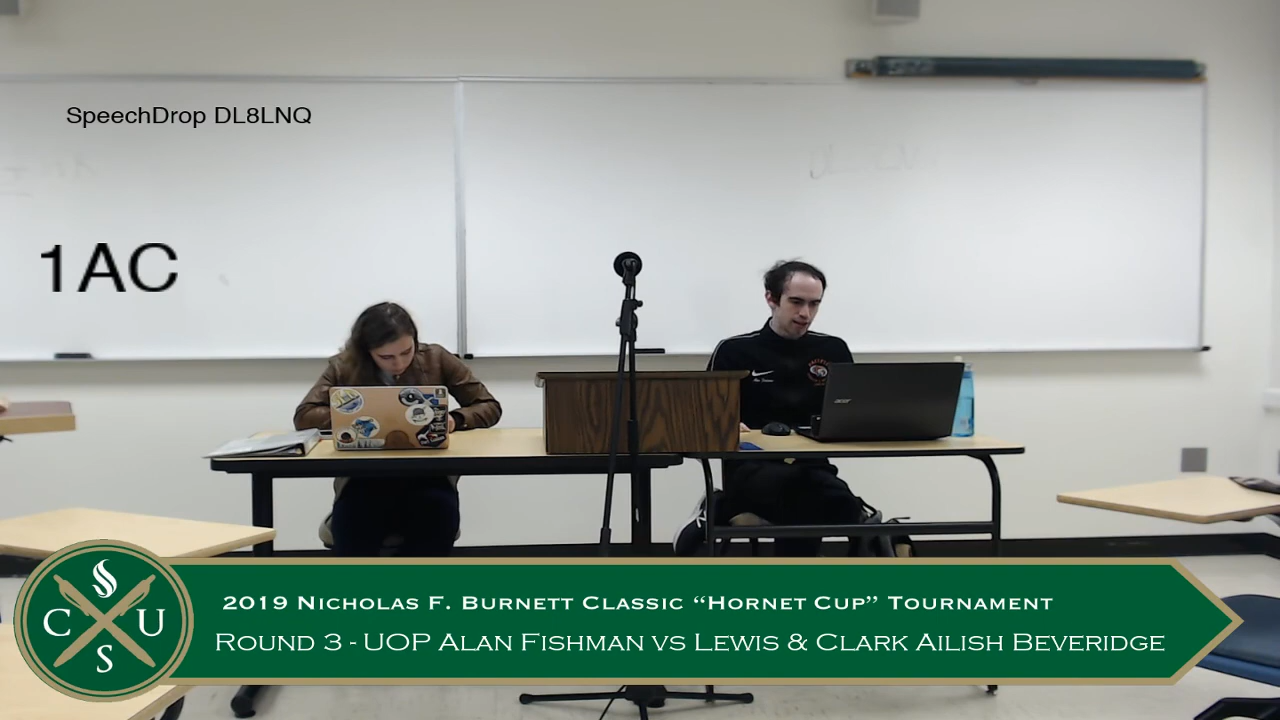 SpeechDrop DL8LNQ
1AC
acer
C S U S
2019 Nicholas F. Burnett Classic “Hornet Cup” Tournament
Round 3 - UOP Alan Fishman vs Lewis & Clark Ailish Beveridge